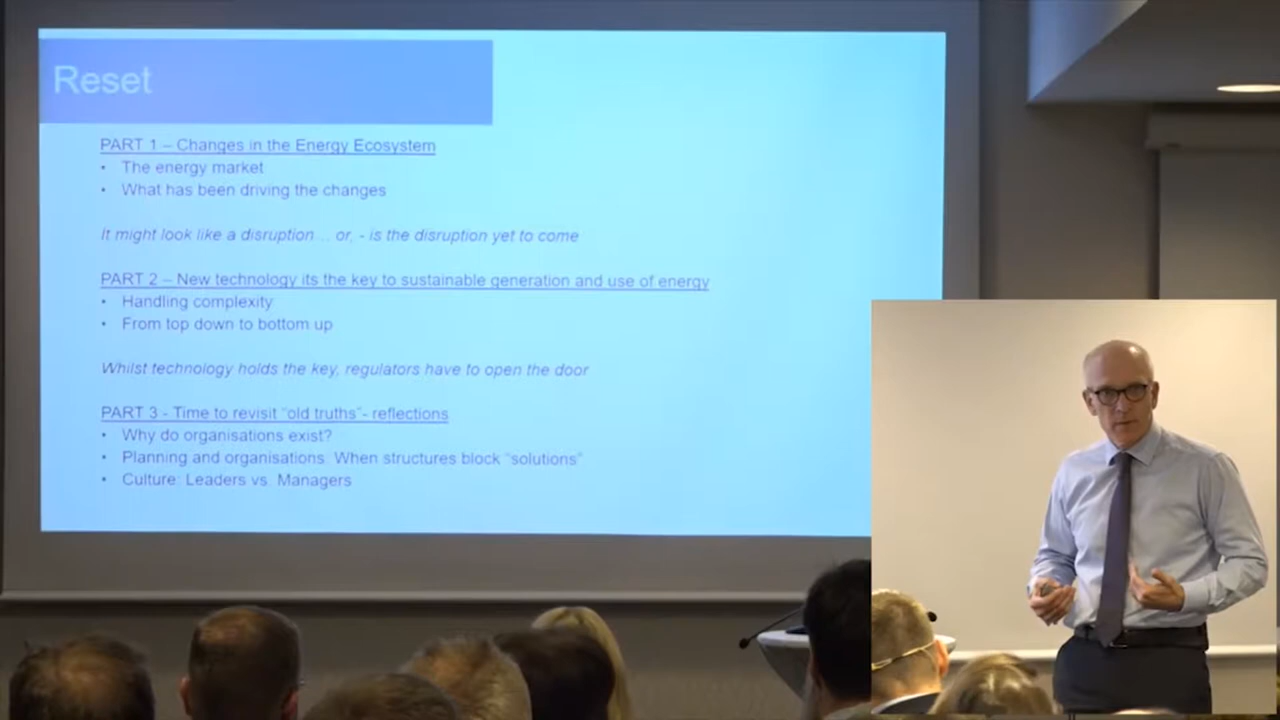 Reset
PART 1 – Changes in the Energy Ecosystem
• The energy market
• What has been driving the changes
It might look like a disruption… or, - is the disruption yet to come
PART 2 – New technology its the key to sustainable generation and use of energy
• Handling complexity
• From top down to bottom up
Whilst technology holds the key, regulators have to open the door
PART 3 - Time to revisit “old truths”- reflections
• Why do organisations exist?
• Planning and organisations. When structures block “solutions”
• Culture: Leaders vs. Managers